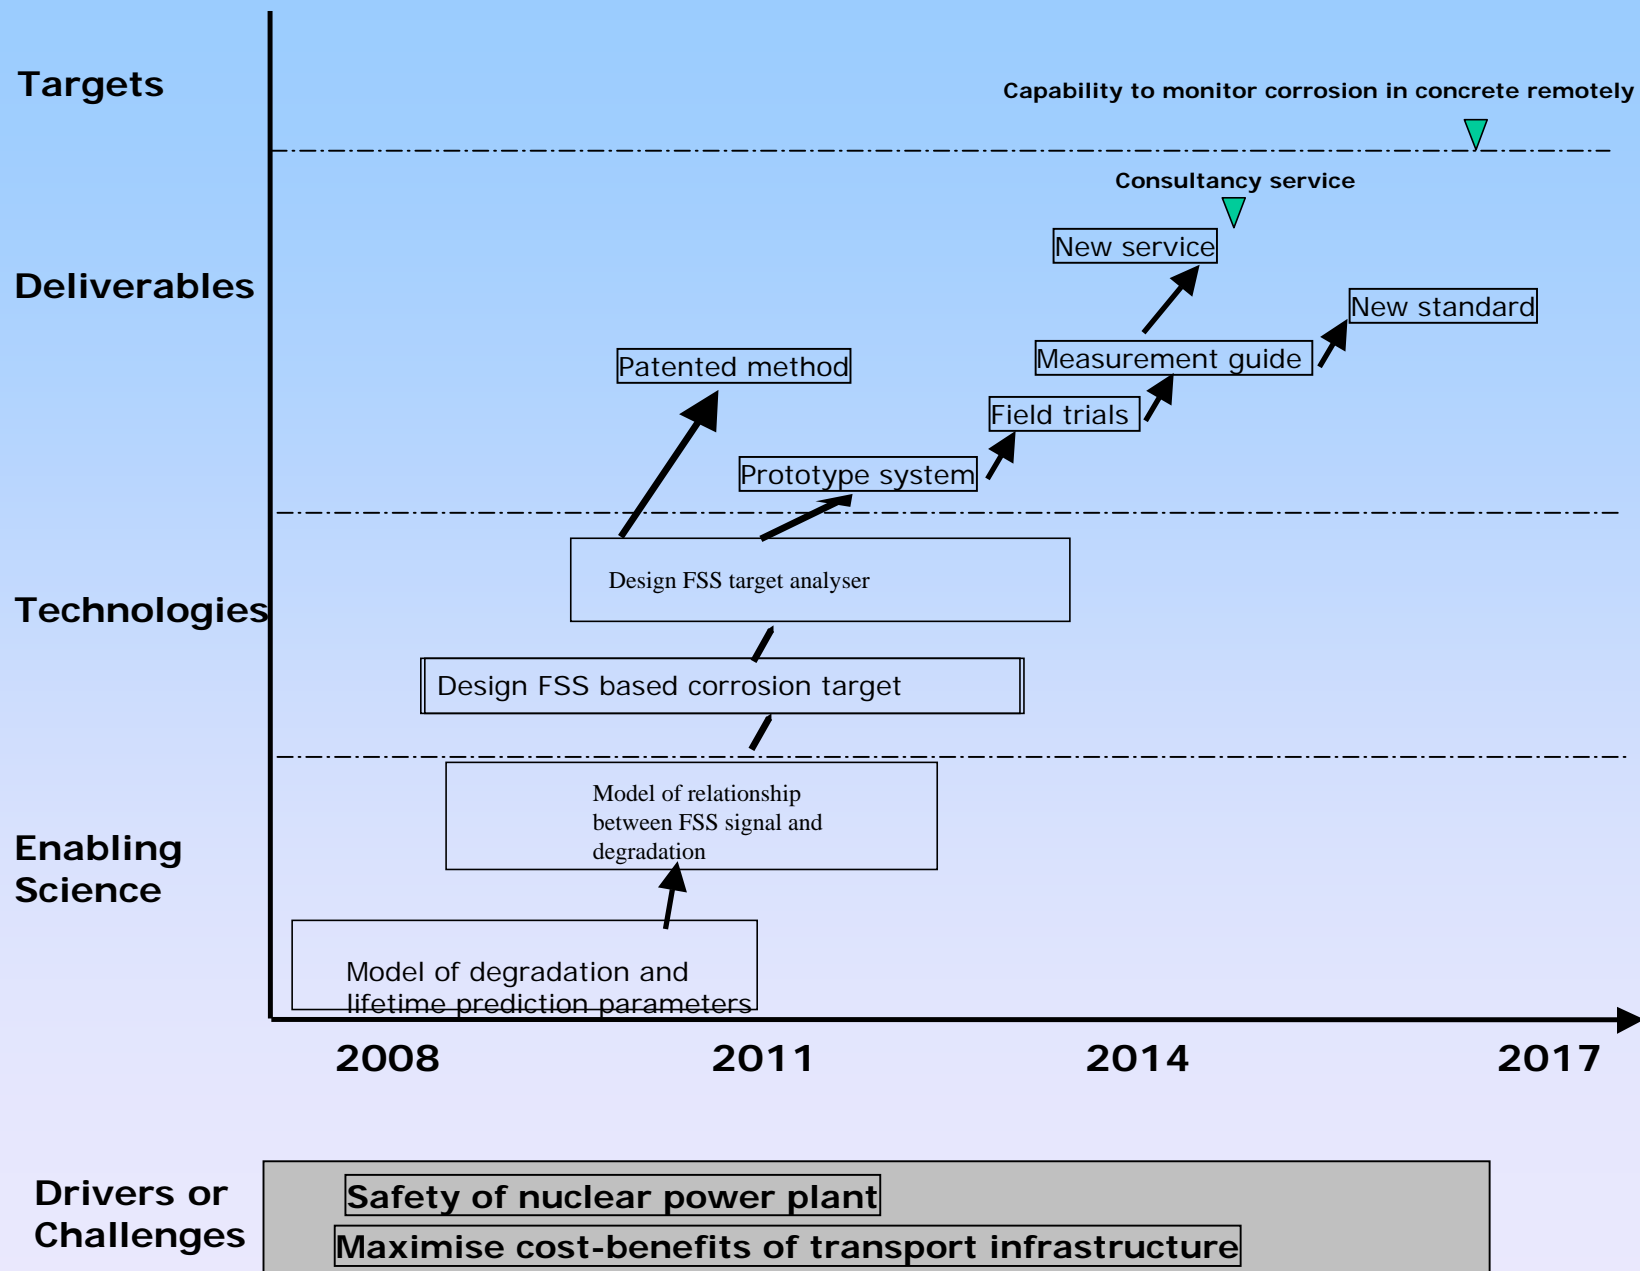 Targets
Capability to monitor corrosion in concrete remotely
Consultancy service
New service
Deliverables
New standard
Measurement guide
Patented method
Field trials
Prototype system
Design FSS target analyser
Technologies
Design FSS based corrosion target
Model of relationship
between FSS signal and
degradation
Enabling
Science
Model of degradation and
lifetime prediction parameters
2008
2011
2014
2017
Drivers or
Challenges
Safety of nuclear power plant
Maximise cost-benefits of transport infrastructure